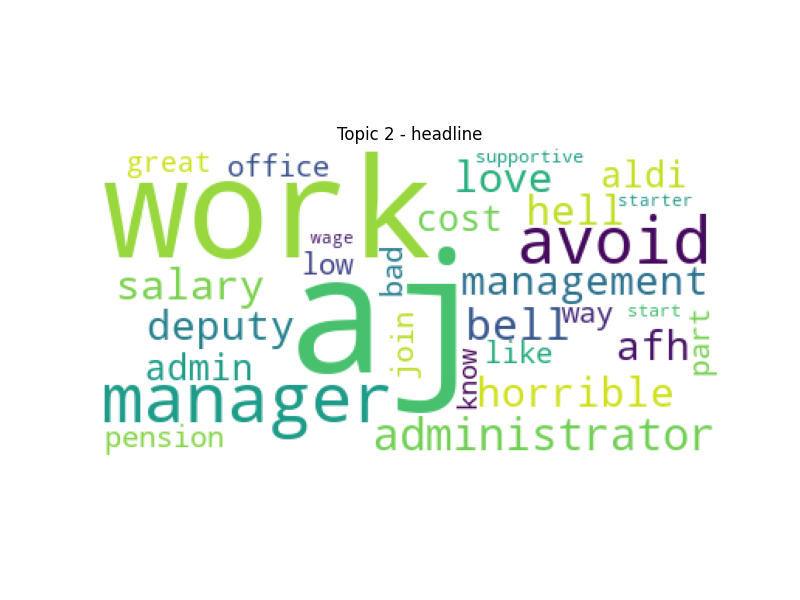 Topic 2 - headline
great
office
supportive
love
aldi
work
cost
hell
starter
wage
avoid
low
bad
management
salary
aj
deputy
bell
way
start
join
like
afh
part
admin
know
manager
horrible
pension
administrator